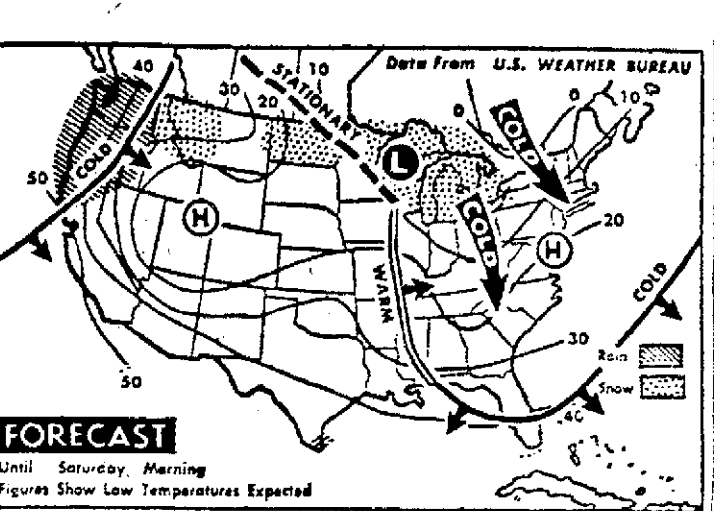 Data From U.S. WEATHER BUREAU
40
10
STATIONARY
30
20
0
0
10
COLD
COLD
L
50
H
COLD
20
H
WARM
COLD
30
Rain
50
Snow
40
FORECAST
Until Saturday Morning
Figures Show Low Temperatures Expected